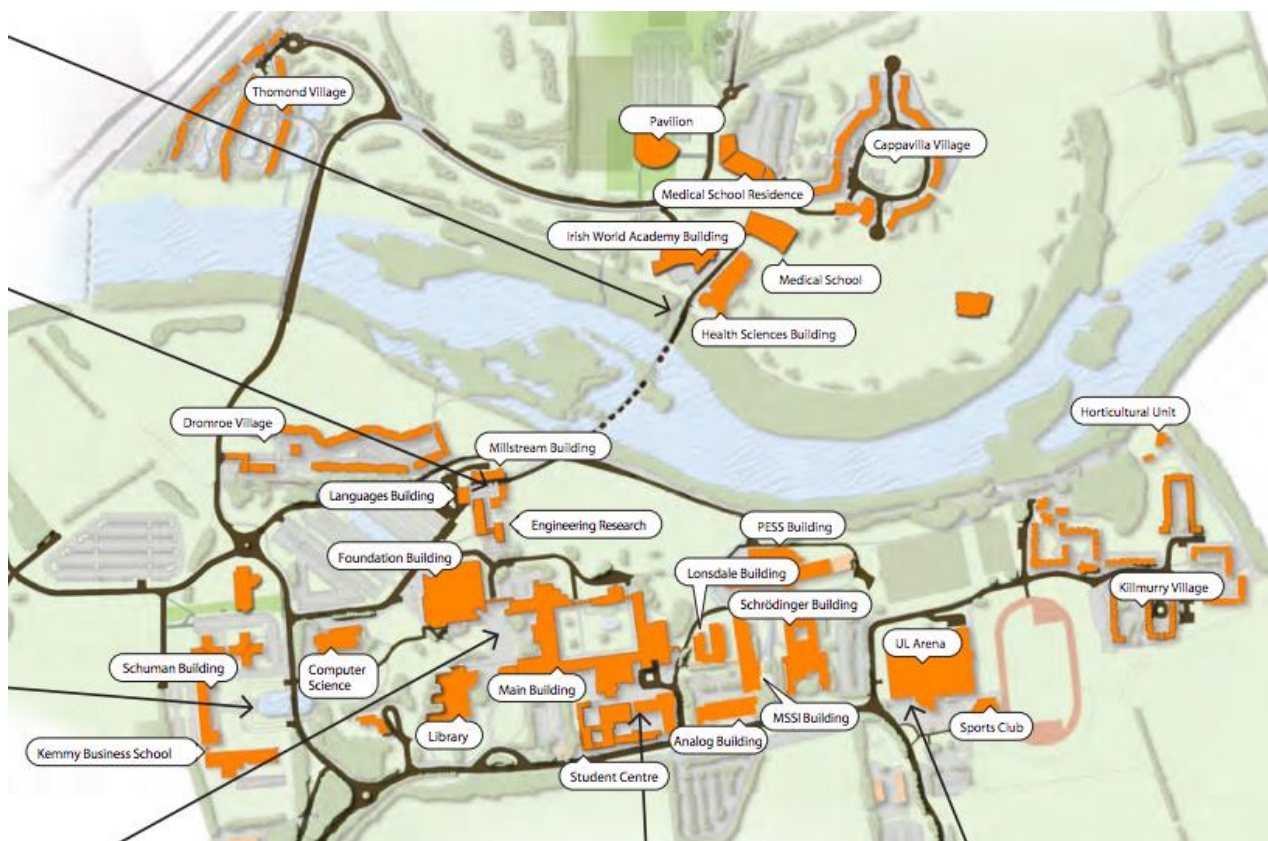 Thomond Village
Pavilion
Cappavilla Village
Medical School Residence
Irish World Academy Building
Medical School
Health Sciences Building
Horticultural Unit
Dromroe Village
Millstream Building
Languages Building
Engineering Research
PESS Building
Foundation Building
Lonsdale Building
Schrödinger Building
Killmurry Village
UL Arena
Schuman Building
Computer
Science
Main Building
MSSI Building
Sports Club
Library
Analog Building
Kemmy Business School
Student Centre